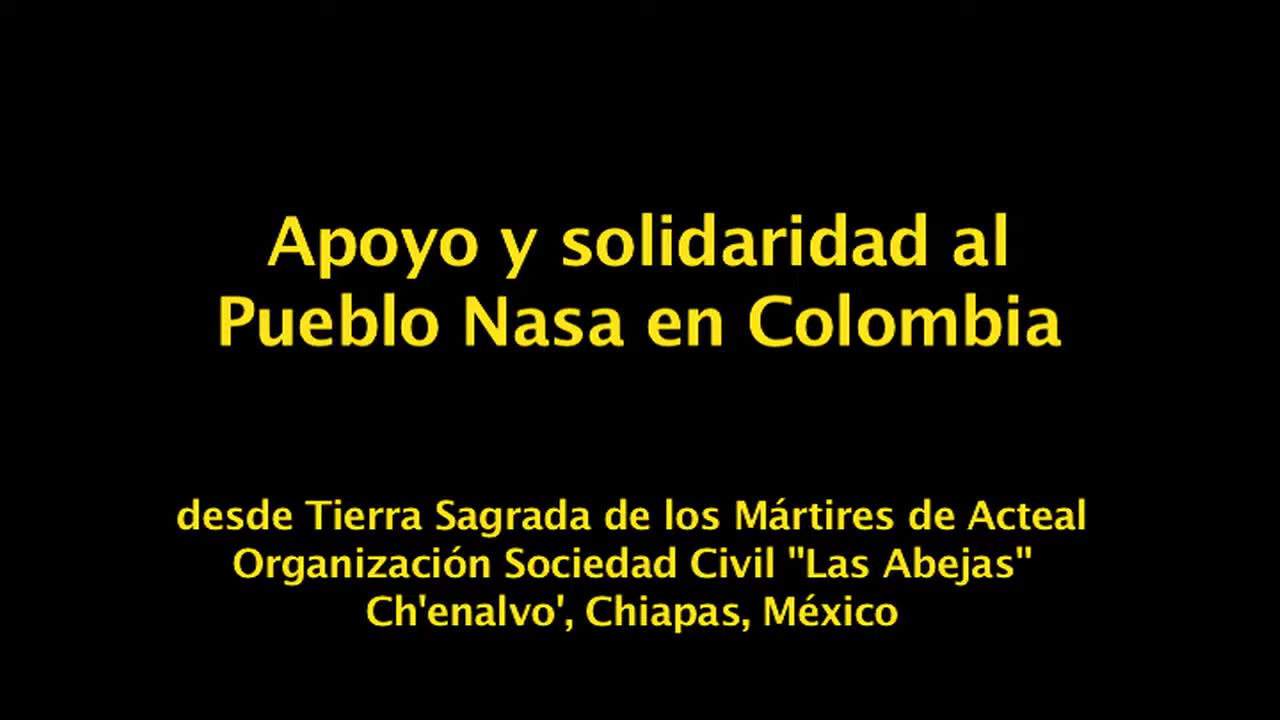 Apoyo y solidaridad al
Pueblo Nasa en Colombia
desde Tierra Sagrada de los Mártires de Acteal
Organización Sociedad Civil "Las Abejas"
Ch'enalvo', Chiapas, México